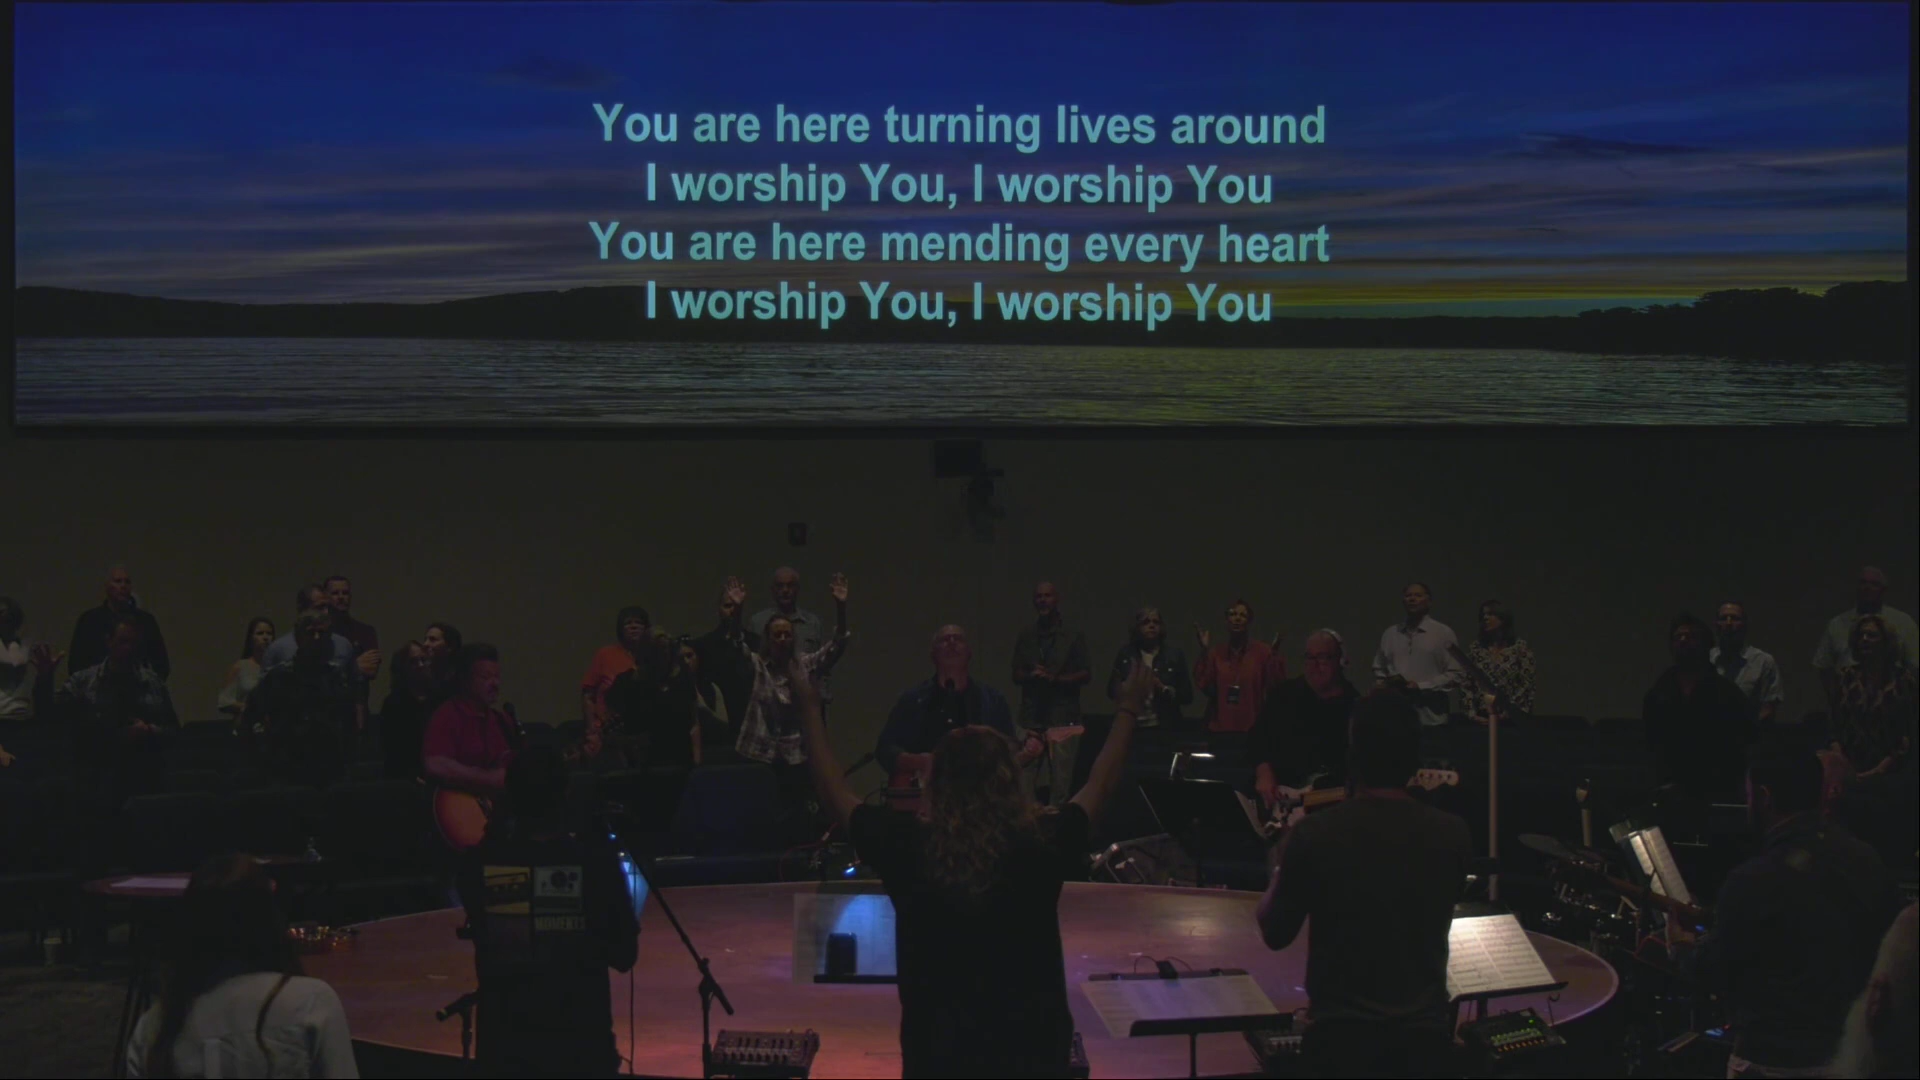 You are here turning lives around
I worship You, I worship You
You are here mending every heart
I worship You, I worship You